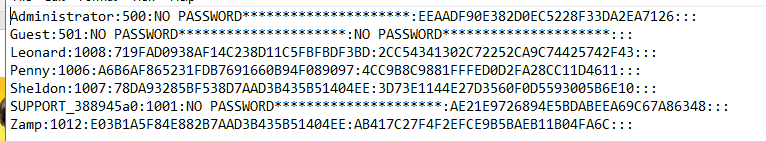 Administrator:500:NO PASSWORD*********************:EEAADF90E382D0EC5228F33DA2EA7126:::
Guest:501:NO PASSWORD*********************:NO PASSWORD*********************:::
Leonard:1008:719FAD0938AF14C238D11C5FBFBDF3BD:2CC54341302C72252CA9C74425742F43:::
Penny:1006:A6B6AF865231FDB7691660B94F089097:4CC9B8C9881FFFED0D2FA28CC11D4611:::
Sheldon:1007:78DA93285BF538D7AAD3B435B51404EE:3D73E1144E27D3560F0D5593005B6E10:::
SUPPORT_388945a0:1001:NO PASSWORD*********************:AE21E9726894E5BDABEEA69C67A86348:::
Zamp:1012:E03B1A5F84E882B7AAD3B435B51404EE:AB417C27F4F2EFCE9B5BAEB11B04FA6C:::